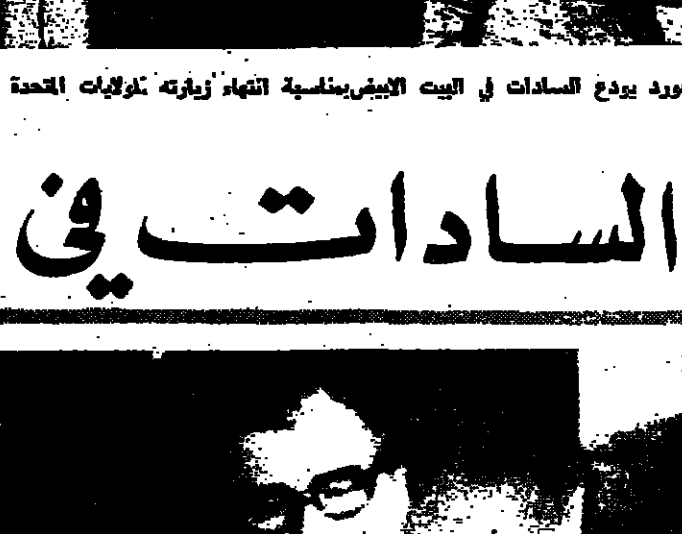 ورد يودع السادات في البيت الابيض بمناسبة انتهاء زيارته للولايات المتحدة
السادات في